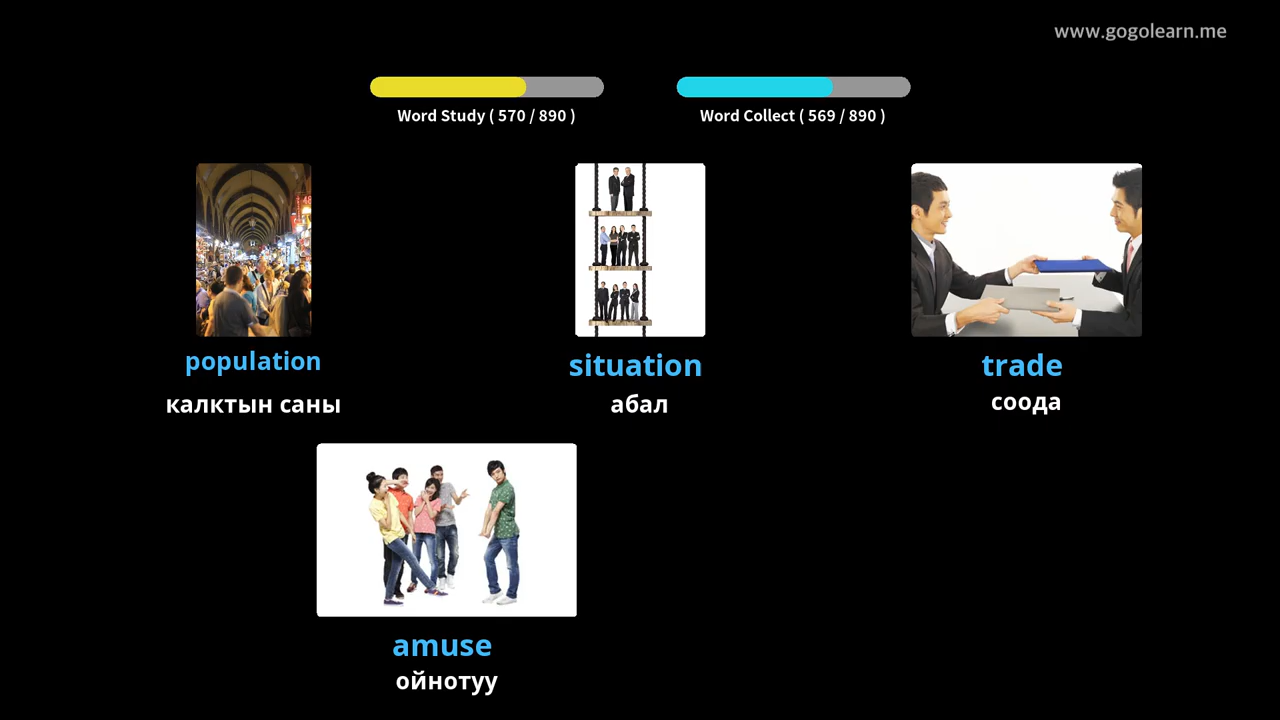 www.gogolearn.me
Word Study ( 570 / 890 )
Word Collect ( 569 / 890 )
population
калктын саны
situation
абал
trade
соода
amuse
ойнотуу